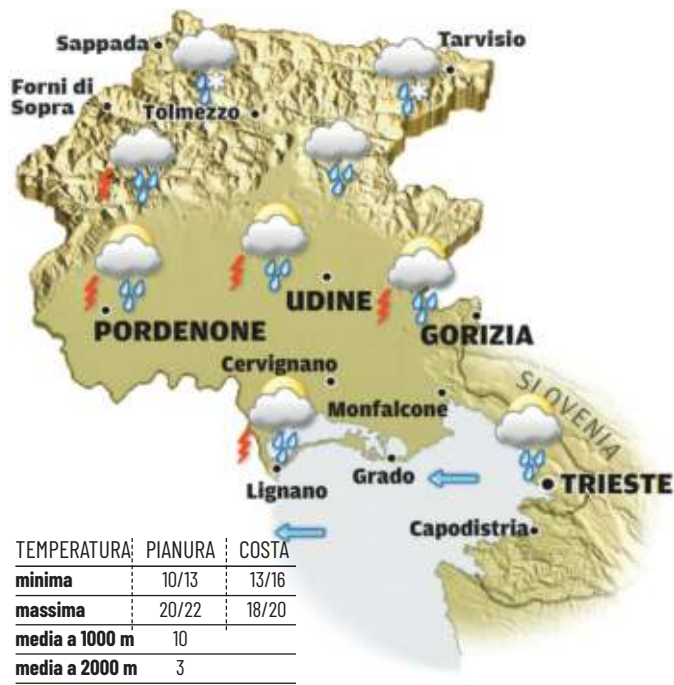 Sappada
Tarvisio
Forni di
Sopra
Tolmezzo
UDINE
PORDENONE
GORIZIA
Cervignano
Monfalcone
SLOVENIA
Lignano
Grado
TRIESTE
Capodistria
TEMPERATURA PIANURA COSTA
minima 10/13 13/16
massima 20/22 18/20
media a 1000 m 10
media a 2000 m 3